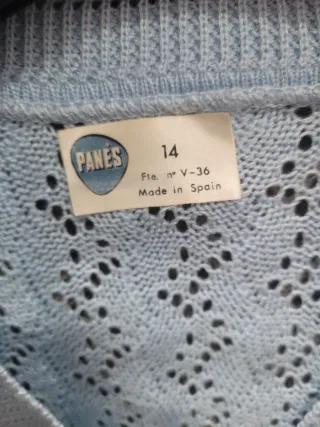 PANÉS
14
Fte. nº V-36
Made in Spain